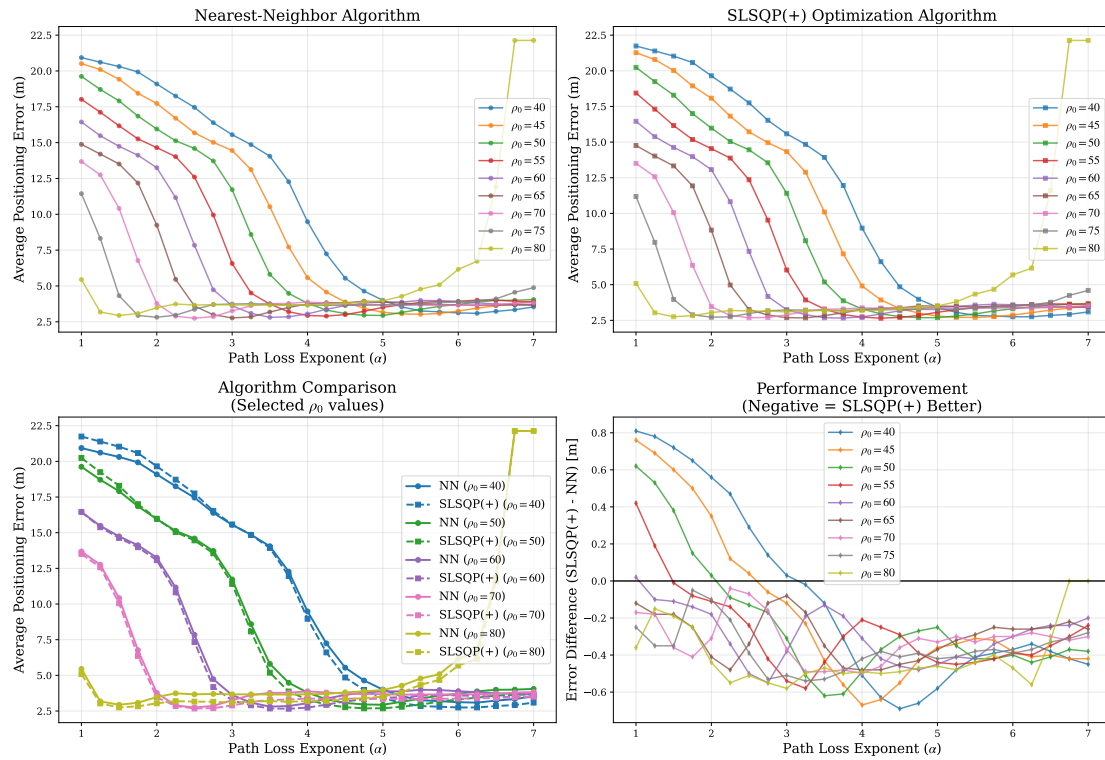 Nearest-Neighbor Algorithm
Average Positioning Error (m)
22.5
20.0
17.5
15.0
12.5
10.0
7.5
5.0
2.5
1 2 3 4 5 6 7
Path Loss Exponent (α)
ρ₀ = 40
ρ₀ = 45
ρ₀ = 50
ρ₀ = 55
ρ₀ = 60
ρ₀ = 65
ρ₀ = 70
ρ₀ = 75
ρ₀ = 80
SLSQP(+) Optimization Algorithm
Average Positioning Error (m)
22.5
20.0
17.5
15.0
12.5
10.0
7.5
5.0
2.5
1 2 3 4 5 6 7
Path Loss Exponent (α)
ρ₀ = 40
ρ₀ = 45
ρ₀ = 50
ρ₀ = 55
ρ₀ = 60
ρ₀ = 65
ρ₀ = 70
ρ₀ = 75
ρ₀ = 80
Algorithm Comparison
(Selected ρ₀ values)
Average Positioning Error (m)
22.5
20.0
17.5
15.0
12.5
10.0
7.5
5.0
2.5
1 2 3 4 5 6 7
Path Loss Exponent (α)
NN (ρ₀ = 40)
SLSQP(+) (ρ₀ = 40)
NN (ρ₀ = 50)
SLSQP(+) (ρ₀ = 50)
NN (ρ₀ = 60)
SLSQP(+) (ρ₀ = 60)
NN (ρ₀ = 70)
SLSQP(+) (ρ₀ = 70)
NN (ρ₀ = 80)
SLSQP(+) (ρ₀ = 80)
Performance Improvement
(Negative = SLSQP(+) Better)
Error Difference (SLSQP(+) - NN) [m]
0.8
0.6
0.4
0.2
0.0
−0.2
−0.4
−0.6
1 2 3 4 5 6 7
Path Loss Exponent (α)
ρ₀ = 40
ρ₀ = 45
ρ₀ = 50
ρ₀ = 55
ρ₀ = 60
ρ₀ = 65
ρ₀ = 70
ρ₀ = 75
ρ₀ = 80